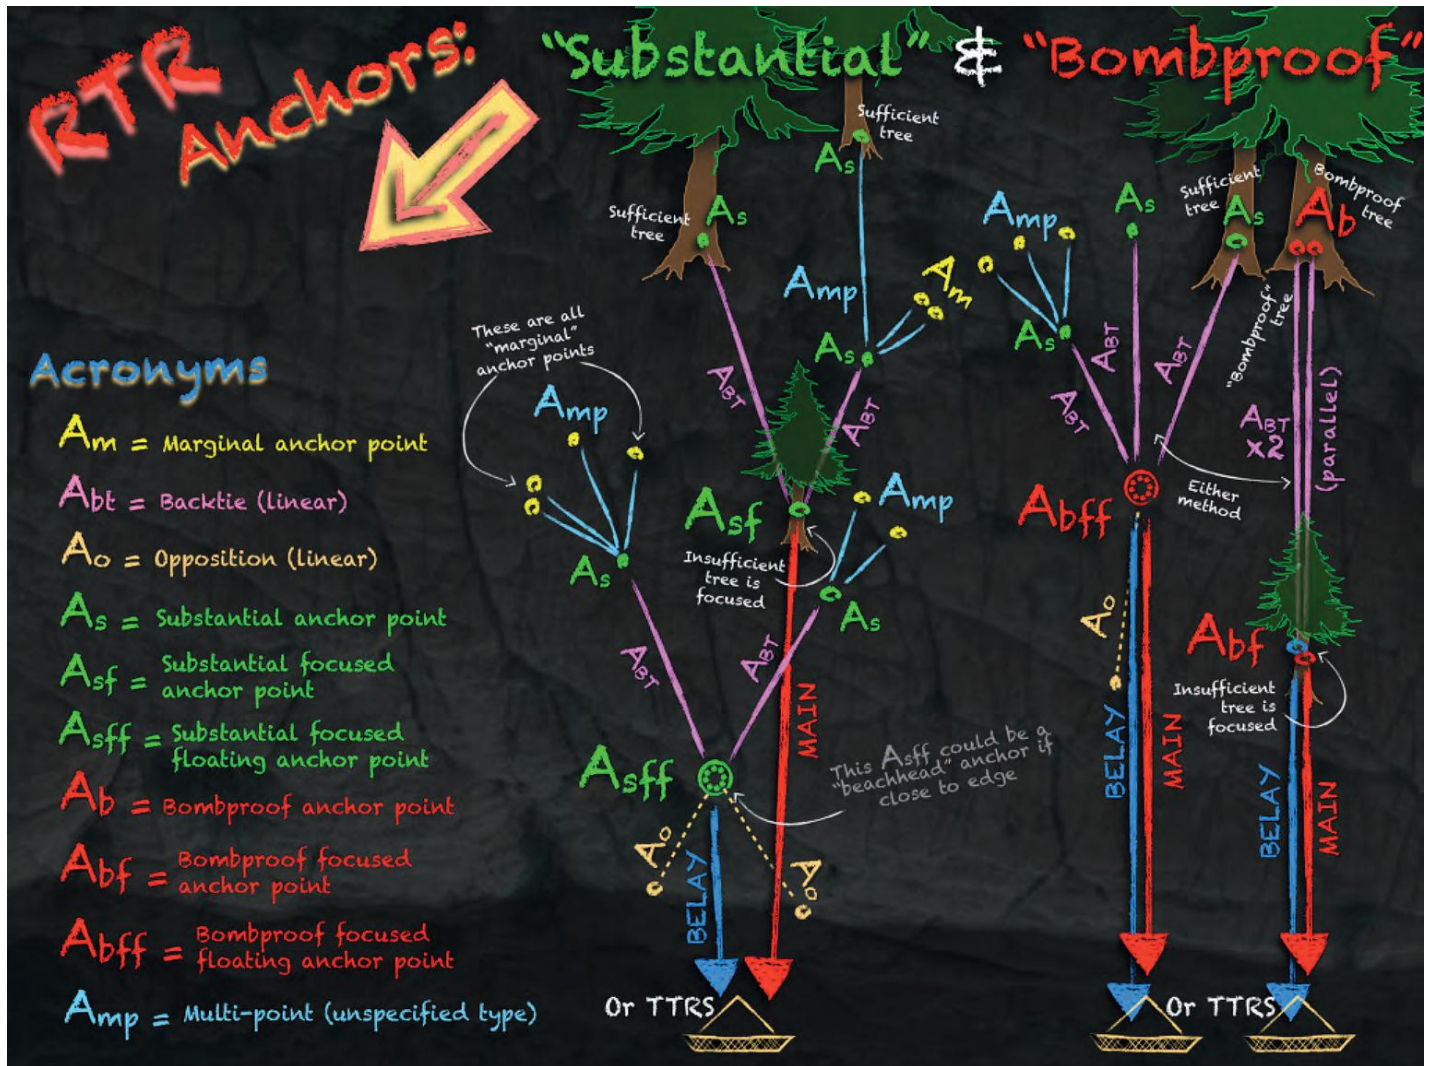 RTR
Anchors:
"Substantial" & "Bombproof"
Acronyms
Am = Marginal anchor point
Abt = Backtie (linear)
Ao = Opposition (linear)
As = Substantial anchor point
Asf = Substantial focused
anchor point
Asff = Substantial focused
floating anchor point
Ab = Bombproof anchor point
Abf = Bombproof focused
anchor point
Abff = Bombproof focused
floating anchor point
Amp = Multi-point (unspecified type)
Sufficient
tree
As
Sufficient
tree
As
Amp
Am
As
ABT
ABT
These are all
"marginal"
anchor points
Amp
As
Asf
Insufficient
tree is
focused
Amp
As
ABT
ABT
MAIN
Asff
This Asff could be a
"beachhead" anchor if
close to edge
Ao
Ao
BELAY
Or TTRS
Amp
As
As
Sufficient
tree
As
Bombproof
tree
Ab
ABT
ABT
ABT
"Bombproof"
tree
ABT
x2
(parallel)
Either
method
Abff
Ao
BELAY
MAIN
Abf
Insufficient
tree is
focused
BELAY
MAIN
Or TTRS